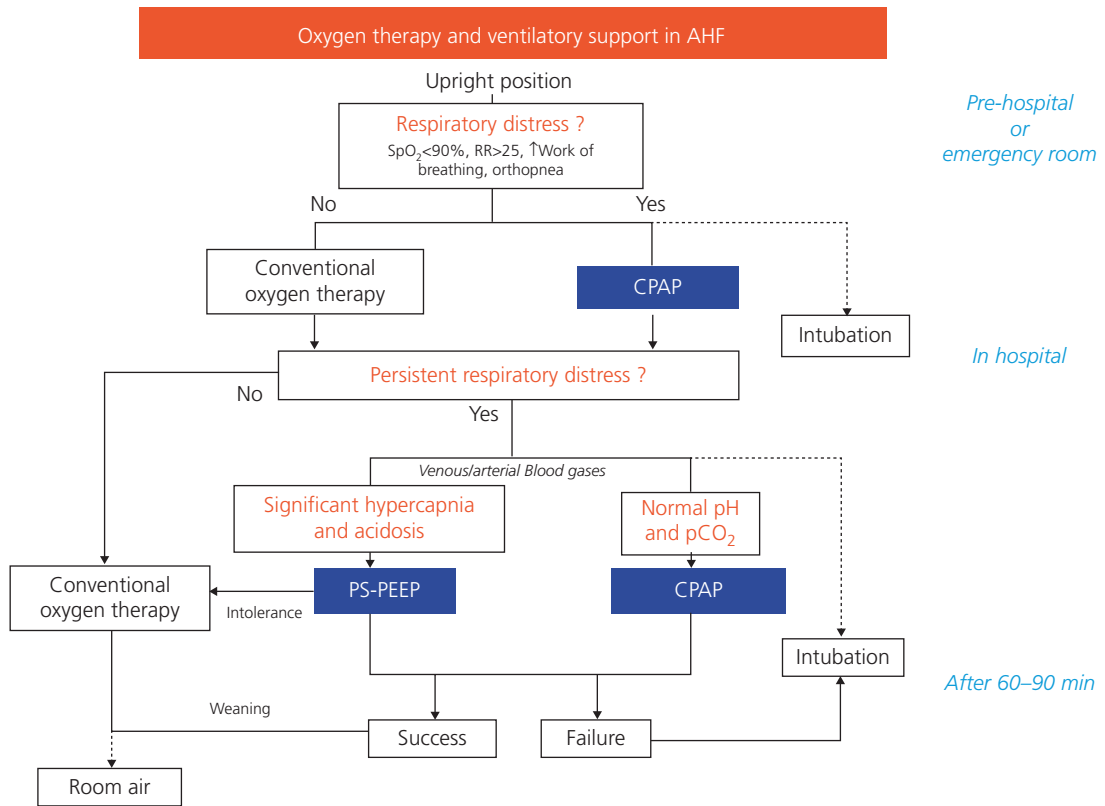 Oxygen therapy and ventilatory support in AHF
Upright position
Pre-hospital
or
emergency room
Respiratory distress ?
SpO₂<90%, RR>25, ↑Work of
breathing, orthopnea
No
Yes
Conventional
oxygen therapy
CPAP
Intubation
In hospital
Persistent respiratory distress ?
No
Yes
Venous/arterial Blood gases
Significant hypercapnia
and acidosis
Normal pH
and pCO₂
Conventional
oxygen therapy
Intolerance
PS-PEEP
CPAP
Intubation
After 60–90 min
Weaning
Success
Failure
Room air